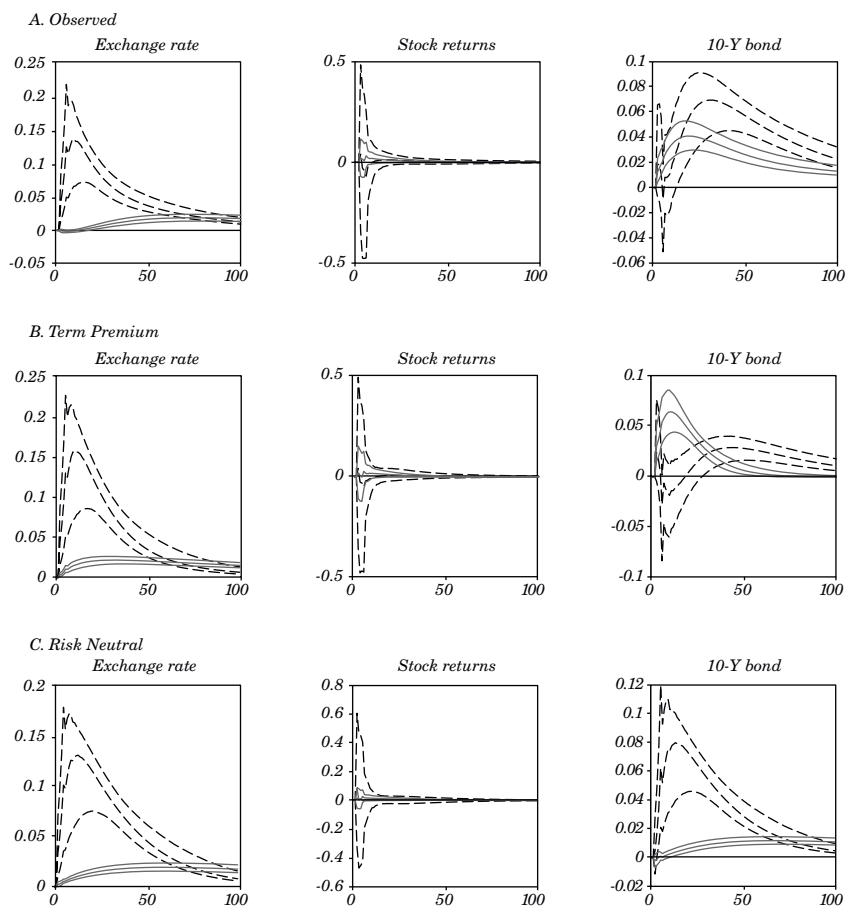 A. Observed
Exchange rate
Stock returns
10-Y bond
0.25
0.2
0.15
0.1
0.05
0
-0.05
0 50 100
0.5
0
-0.5
0 50 100
0.1
0.08
0.06
0.04
0.02
0
-0.02
-0.04
-0.06
0 50 100
B. Term Premium
Exchange rate
Stock returns
10-Y bond
0.25
0.2
0.15
0.1
0.05
0
0 50 100
0.5
0
-0.5
0 50 100
0.1
0.05
0
-0.05
-0.1
0 50 100
C. Risk Neutral
Exchange rate
Stock returns
10-Y bond
0.2
0.15
0.1
0.05
0
0 50 100
0.8
0.6
0.4
0.2
0
-0.2
-0.4
-0.6
0 50 100
0.12
0.1
0.08
0.06
0.04
0.02
0
-0.02
0 50 100